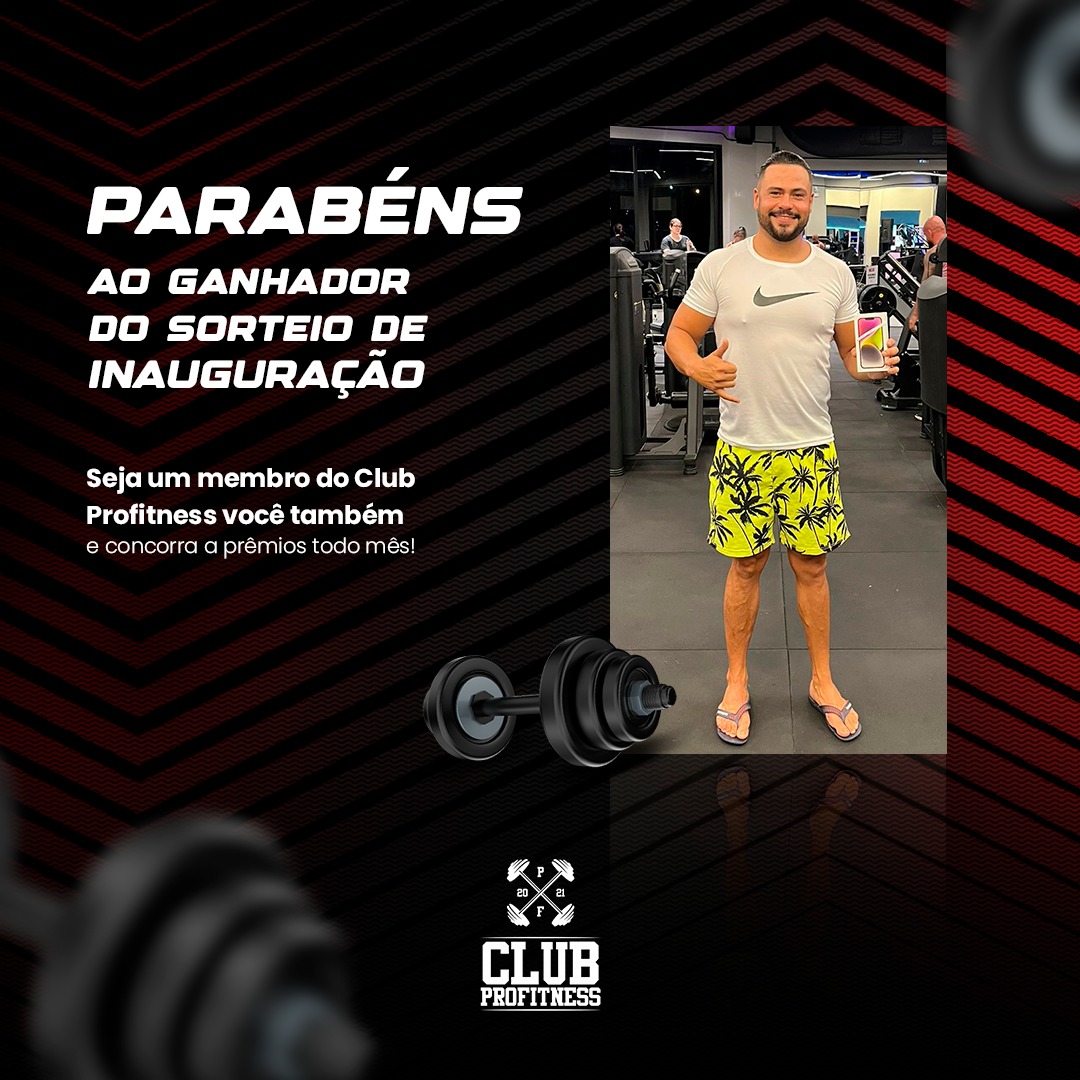 PARABÉNS
AO GANHADOR
DO SORTEIO DE
INAUGURAÇÃO
Seja um membro do Club
Profitness você também
e concorra a prêmios todo mês!
P
20 21
F
CLUB
PROFITNESS